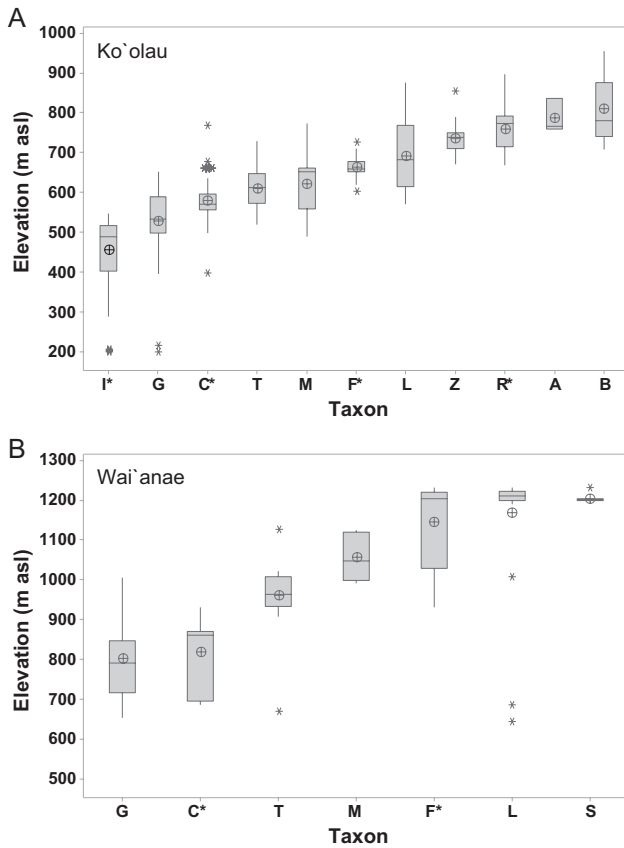 A
Ko`olau
Elevation (m asl)
1000
900
800
700
600
500
400
300
200
I* G C* T M F* L Z R* A B
Taxon
B
Wai`anae
Elevation (m asl)
1300
1200
1100
1000
900
800
700
600
500
G C* T M F* L S
Taxon